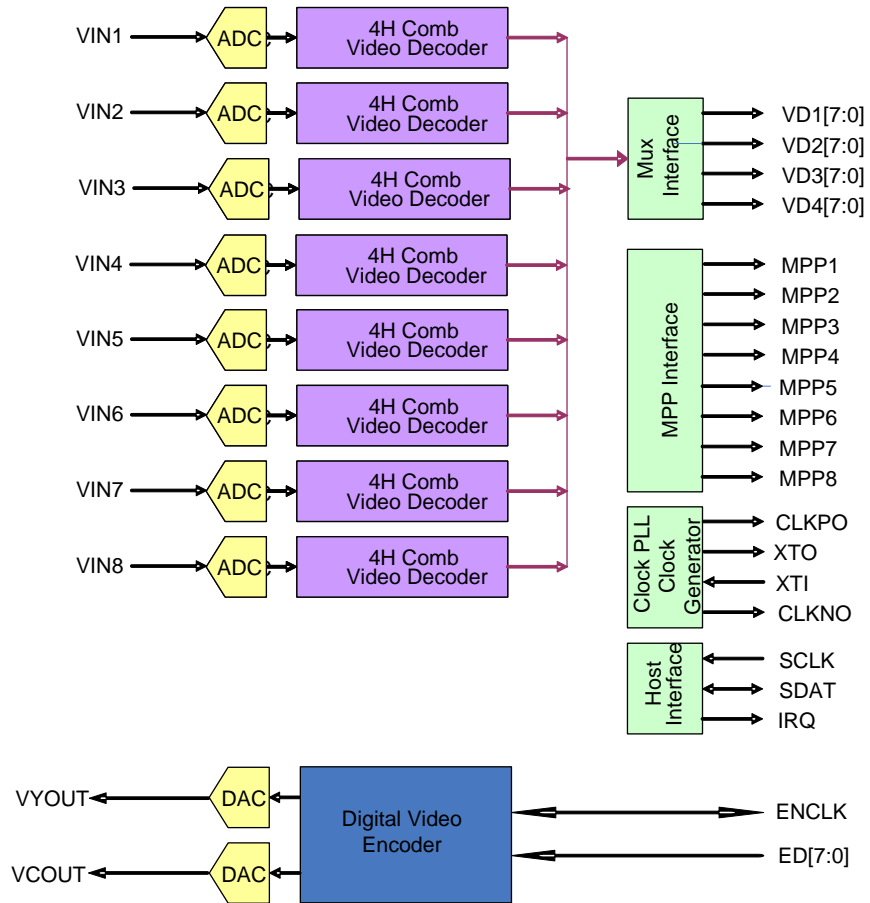 VIN1
ADC
4H Comb
Video Decoder
VIN2
ADC
4H Comb
Video Decoder
VIN3
ADC
4H Comb
Video Decoder
VIN4
ADC
4H Comb
Video Decoder
VIN5
ADC
4H Comb
Video Decoder
VIN6
ADC
4H Comb
Video Decoder
VIN7
ADC
4H Comb
Video Decoder
VIN8
ADC
4H Comb
Video Decoder
Mux
Interface
VD1[7:0]
VD2[7:0]
VD3[7:0]
VD4[7:0]
MPP Interface
MPP1
MPP2
MPP3
MPP4
MPP5
MPP6
MPP7
MPP8
Clock PLL
Clock
Generator
CLKPO
XTO
XTI
CLKNO
Host
Interface
SCLK
SDAT
IRQ
VYOUT
DAC
VCOUT
DAC
Digital Video
Encoder
ENCLK
ED[7:0]